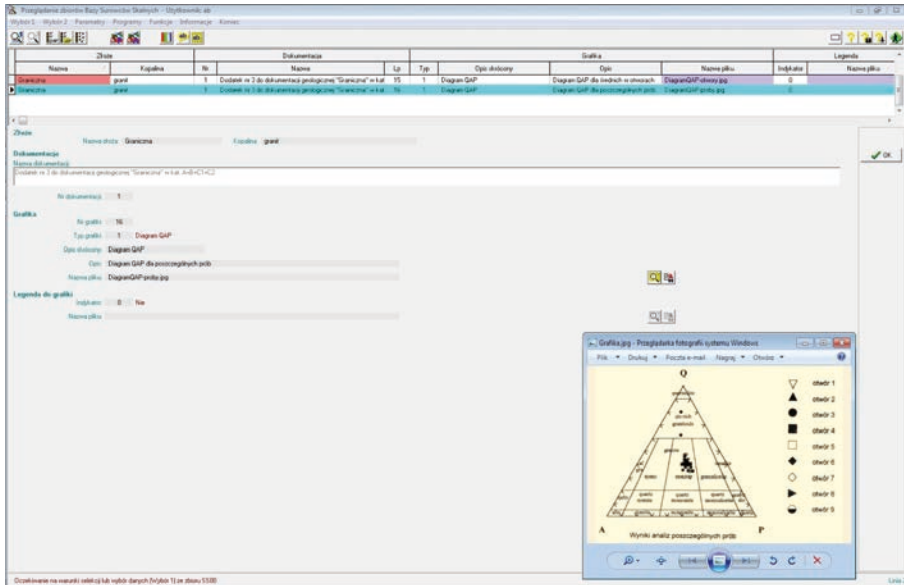 Przeglądanie zbiorów Bazy Surowców Skalnych - Użytkownik: ab
Wybór 1 Wybór 2 Parametry Programy Funkcje Informacje Koniec
Złoże Dokumentacja Grafika Legenda
Nazwa Kopalina Nr Nazwa Lp Typ Opis skrócony Opis Nazwa pliku Indykator Nazwa pliku
Graniczna granit 1 Dodatek nr 3 do dokumentacji geologicznej "Graniczna" w kat. 15 1 Diagram QAP Diagram QAP dla średnich w otworach DiagramQAP-otwory.jpg 0
Graniczna granit 1 Dodatek nr 3 do dokumentacji geologicznej "Graniczna" w kat. 16 1 Diagram QAP Diagram QAP dla poszczególnych prób DiagramQAP-proby.jpg 0
Złoże
Nazwa złoża Graniczna Kopalina granit
OK
Dokumentacja
Nazwa dokumentacji
Dodatek nr 3 do dokumentacji geologicznej "Graniczna" w kat. A+B+C1+C2
Nr dokumentacji 1
Grafika
Nr grafiki 16
Typ grafiki 1 Diagram QAP
Opis skrócony Diagram QAP
Opis Diagram QAP dla poszczególnych prób
Nazwa pliku DiagramQAP-proby.jpg
Legenda do grafiki
Indykator 0 Nie
Nazwa pliku
Grafika.jpg - Przeglądarka fotografii systemu Windows
Plik Drukuj Poczta e-mail Nagraj Otwórz
Q
otwór 1
otwór 2
otwór 3
otwór 4
otwór 5
otwór 6
otwór 7
otwór 8
otwór 9
A P
Wyniki analiz poszczególnych prób
Oczekiwanie na warunki selekcji lub wybór danych (Wybór 1) ze zbioru 5500